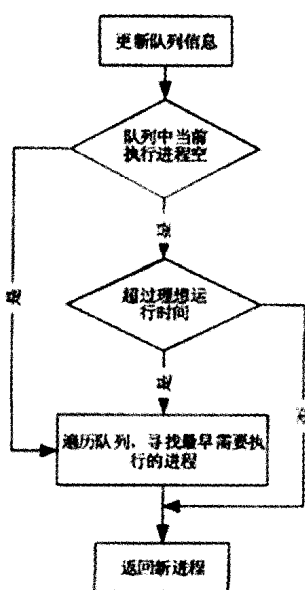 更新队列信息
队列中当前
执行进程空
是
超过理想运
行时间
是
遍历队列、寻找最早需要执
行的进程
返回新进程